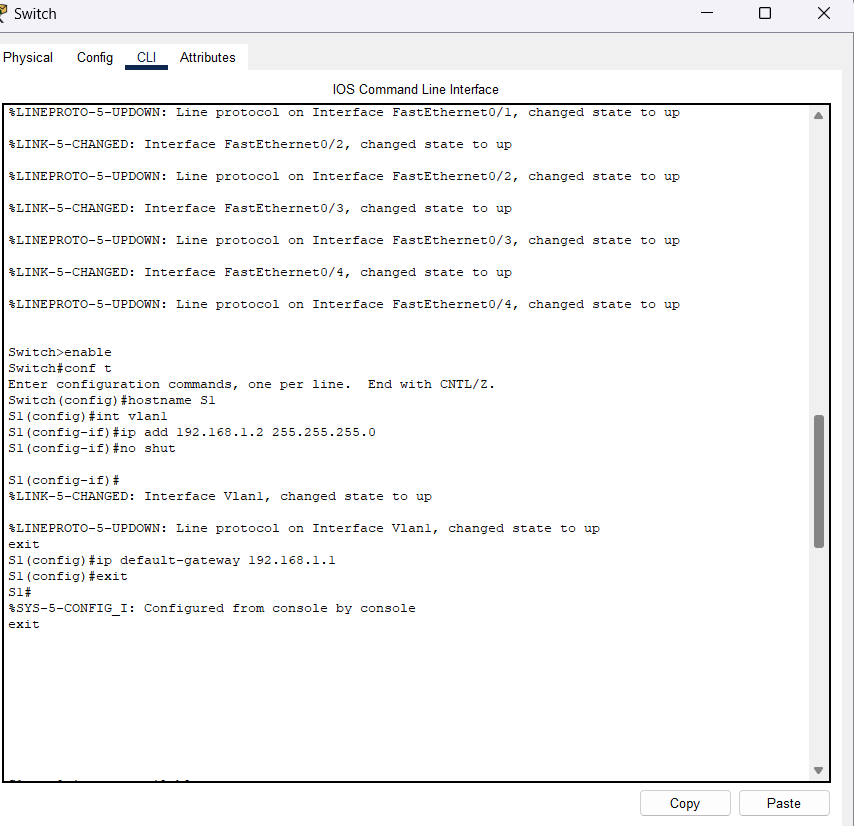 Switch
Physical Config CLI Attributes
IOS Command Line Interface
%LINEPROTO-5-UPDOWN: Line protocol on Interface FastEthernet0/1, changed state to up
%LINK-5-CHANGED: Interface FastEthernet0/2, changed state to up
%LINEPROTO-5-UPDOWN: Line protocol on Interface FastEthernet0/2, changed state to up
%LINK-5-CHANGED: Interface FastEthernet0/3, changed state to up
%LINEPROTO-5-UPDOWN: Line protocol on Interface FastEthernet0/3, changed state to up
%LINK-5-CHANGED: Interface FastEthernet0/4, changed state to up
%LINEPROTO-5-UPDOWN: Line protocol on Interface FastEthernet0/4, changed state to up
Switch>enable
Switch#conf t
Enter configuration commands, one per line.  End with CNTL/Z.
Switch(config)#hostname S1
S1(config)#int vlan1
S1(config-if)#ip add 192.168.1.2 255.255.255.0
S1(config-if)#no shut
S1(config-if)#
%LINK-5-CHANGED: Interface Vlan1, changed state to up
%LINEPROTO-5-UPDOWN: Line protocol on Interface Vlan1, changed state to up
exit
S1(config)#ip default-gateway 192.168.1.1
S1(config)#exit
S1#
%SYS-5-CONFIG_I: Configured from console by console
exit
Copy Paste